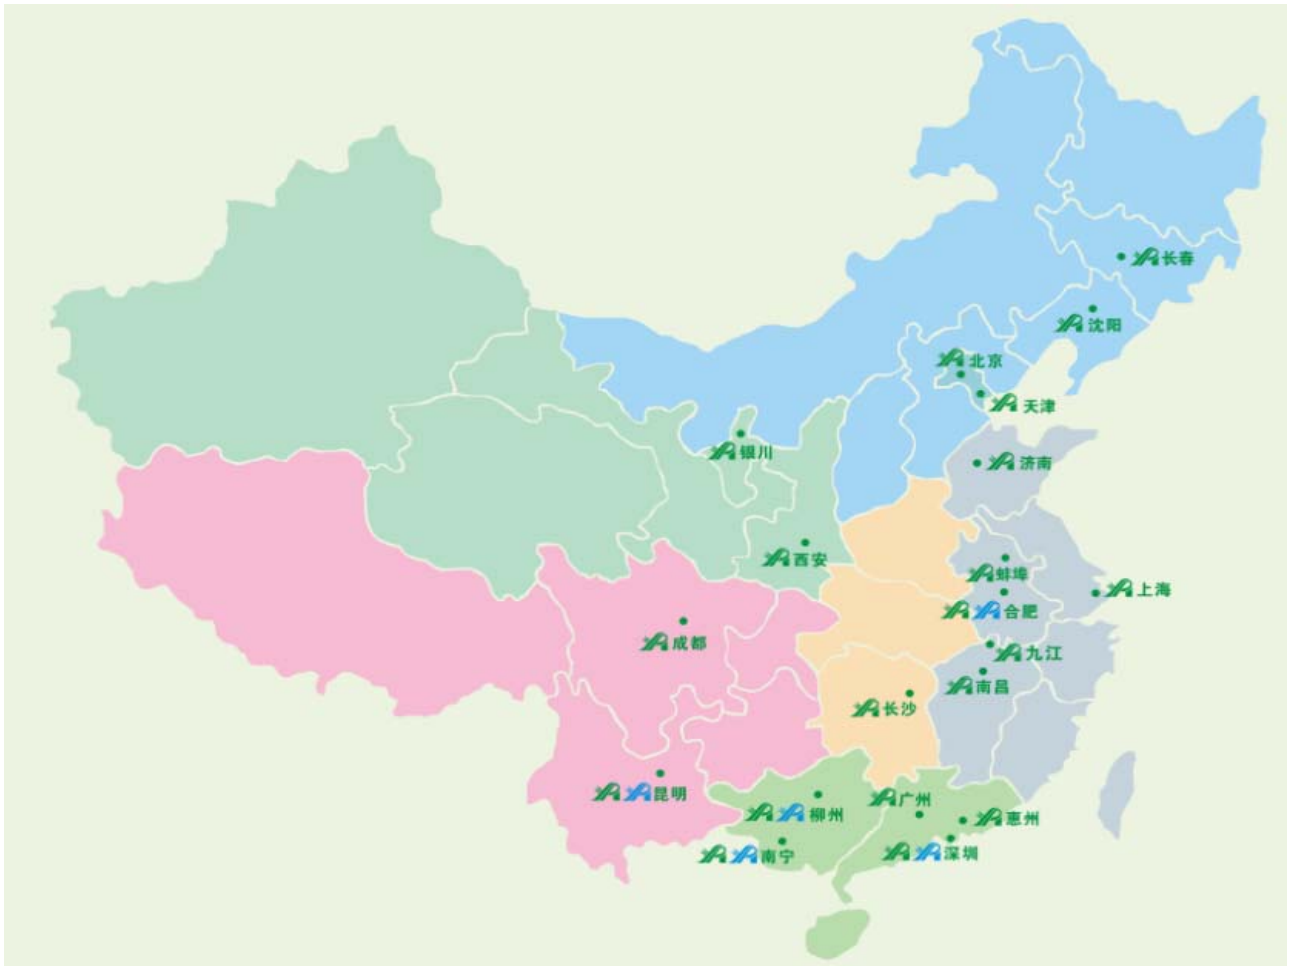 长春
沈阳
北京
天津
银川
济南
西安
蚌埠
上海
合肥
成都
九江
南昌
长沙
昆明
广州
柳州
惠州
南宁
深圳